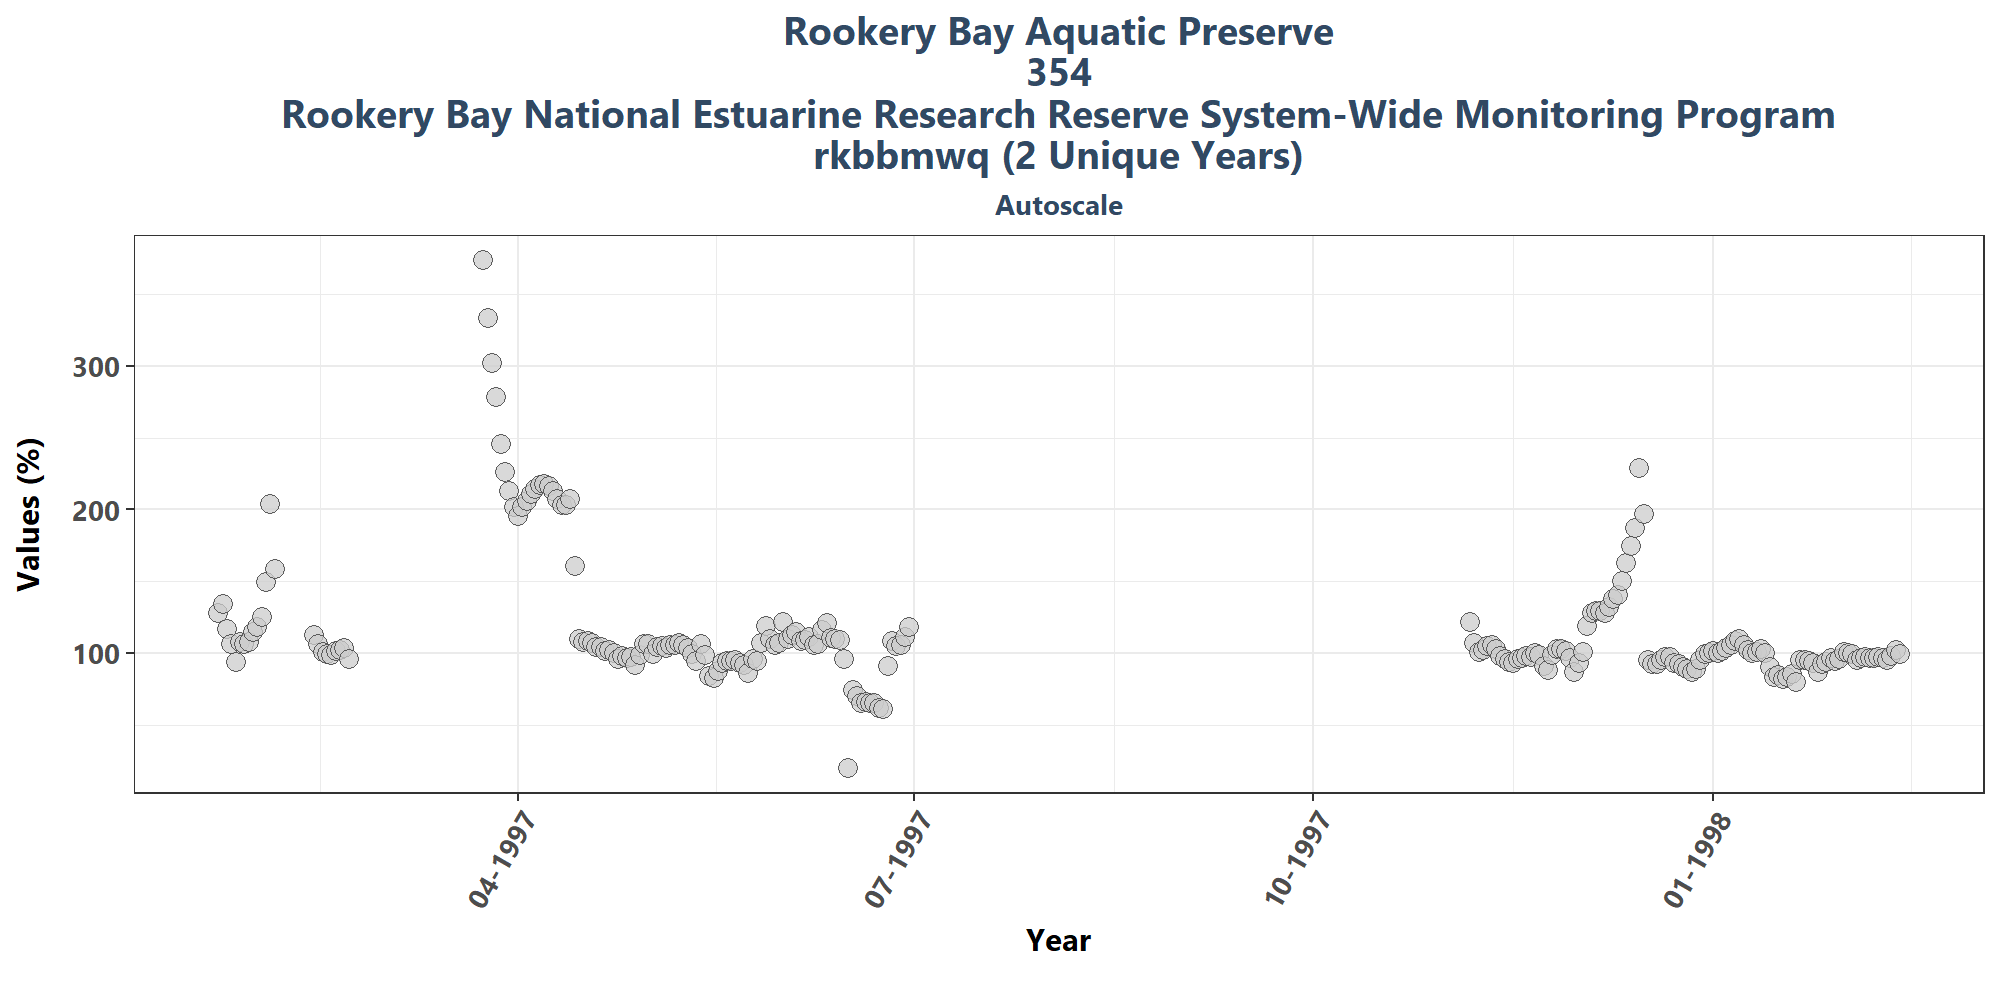 Rookery Bay Aquatic Preserve
354
Rookery Bay National Estuarine Research Reserve System-Wide Monitoring Program
rkbbmwq (2 Unique Years)
Autoscale
Values (%)
300
200
100
04-1997
07-1997
10-1997
01-1998
Year